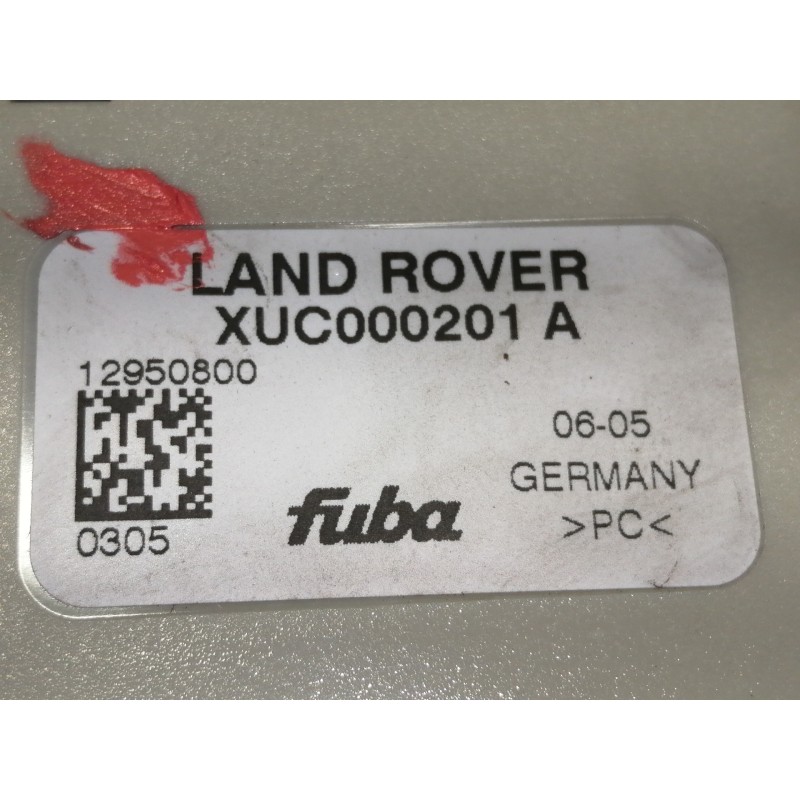 LAND ROVER
XUC000201 A
12950800
06-05
GERMANY
fuba
>PC<
0305